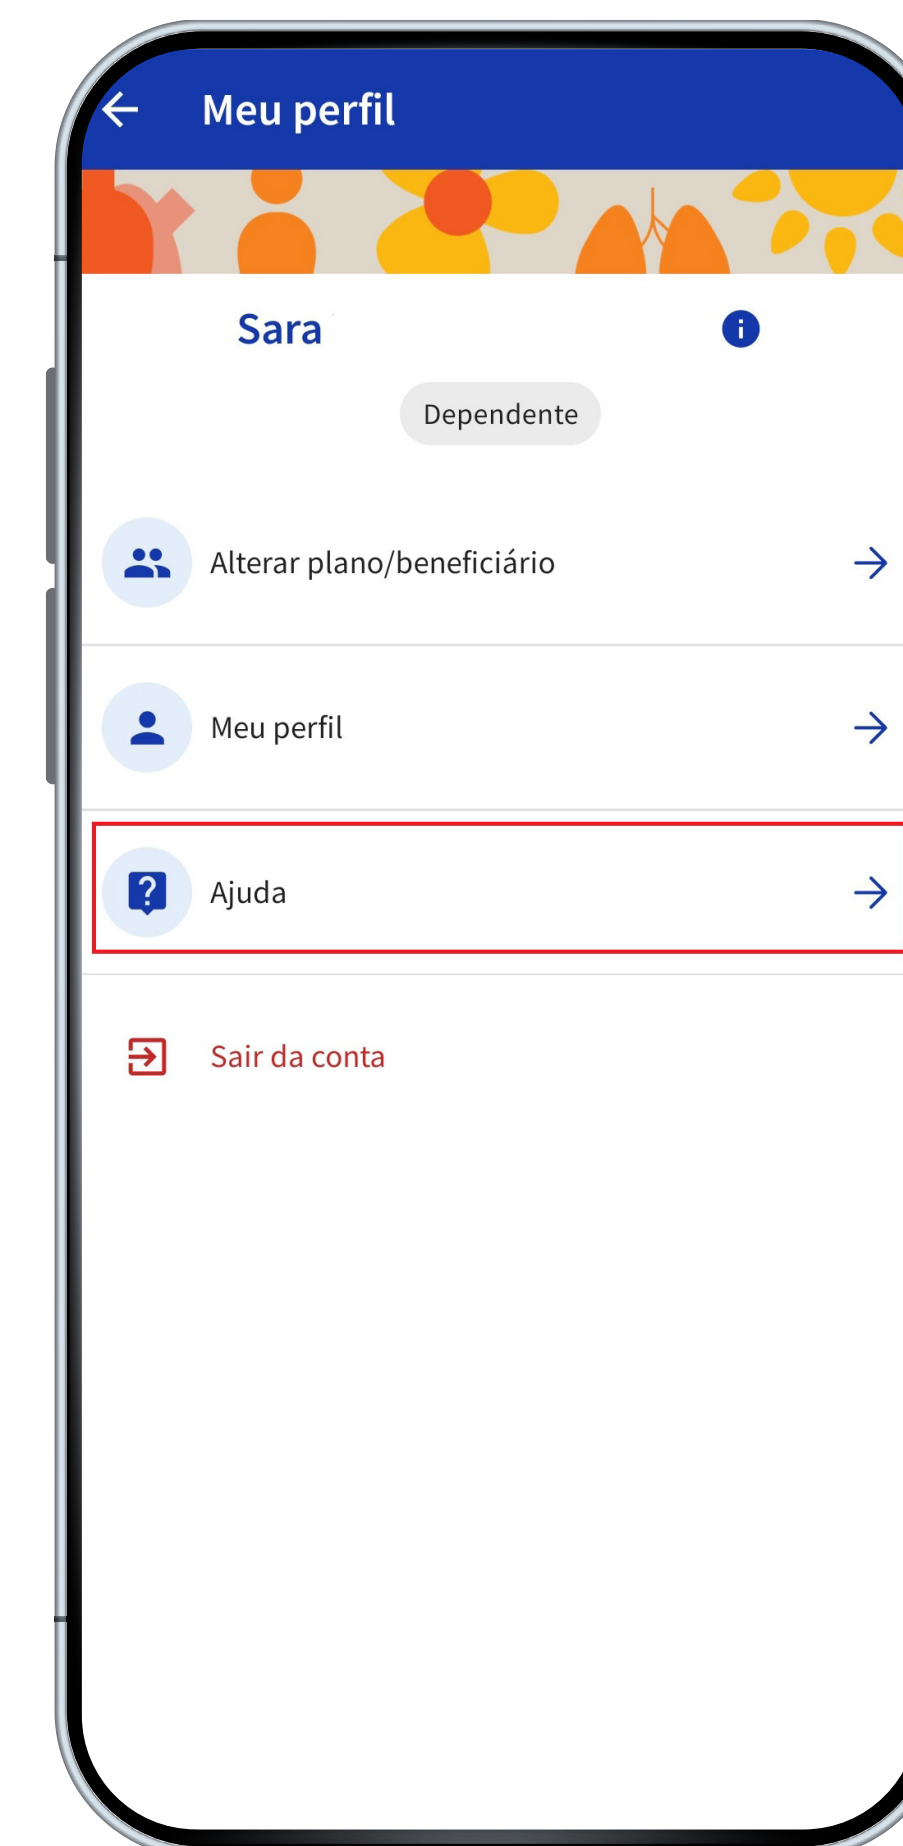 Meu perfil
Sara
Dependente
Alterar plano/beneficiário
Meu perfil
Ajuda
Sair da conta